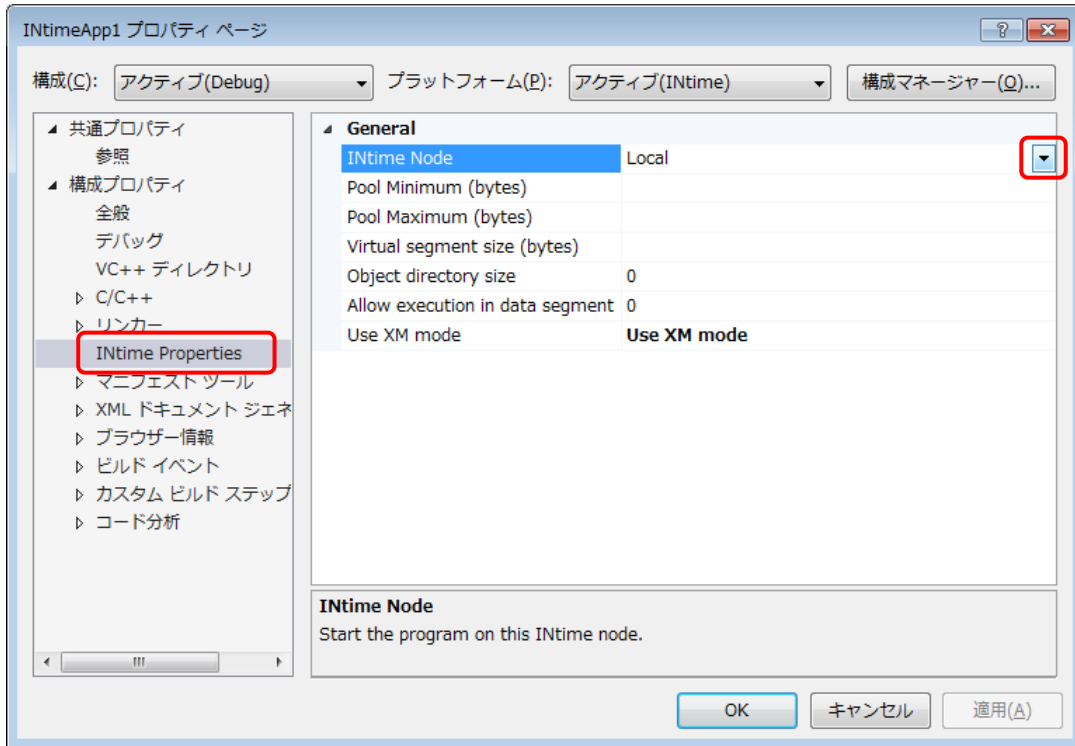 INtimeApp1 プロパティ ページ
構成(C): アクティブ(Debug) プラットフォーム(P): アクティブ(INtime) 構成マネージャー(O)...
共通プロパティ
参照
構成プロパティ
全般
デバッグ
VC++ ディレクトリ
C/C++
リンカー
INtime Properties
マニフェスト ツール
XML ドキュメント ジェネ
ブラウザー情報
ビルド イベント
カスタム ビルド ステップ
コード分析
General
INtime Node Local
Pool Minimum (bytes)
Pool Maximum (bytes)
Virtual segment size (bytes)
Object directory size 0
Allow execution in data segment 0
Use XM mode Use XM mode
INtime Node
Start the program on this INtime node.
OK キャンセル 適用(A)